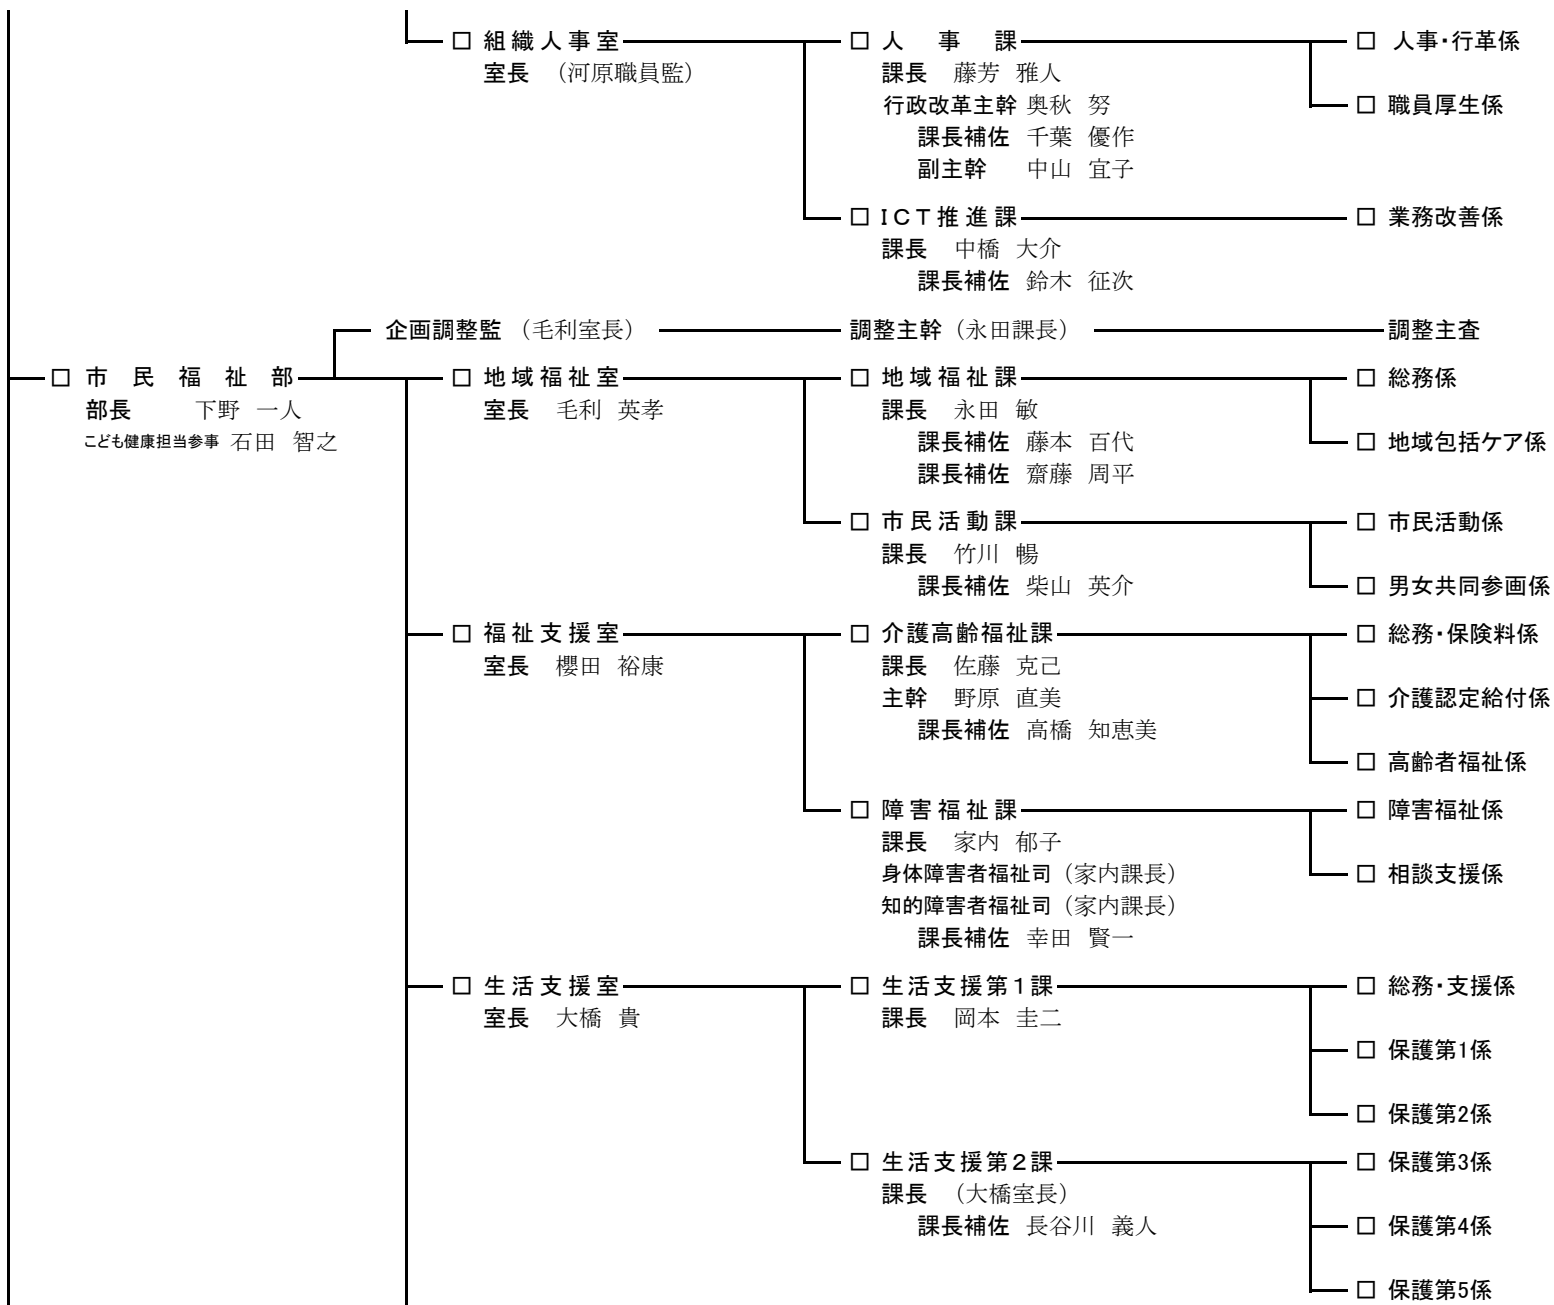 □ 組織人事室 □ 人事課 □ 人事・行革係
室長 (河原職員監) 課長 藤芳 雅人
行政改革主幹 奥秋 努 □ 職員厚生係
課長補佐 千葉 優作
副主幹 中山 宜子
□ ICT推進課 □ 業務改善係
課長 中橋 大介
課長補佐 鈴木 征次
企画調整監 (毛利室長) 調整主幹 (永田課長) 調整主査
□ 市民福祉部 □ 地域福祉室 □ 地域福祉課 □ 総務係
部長 下野 一人 室長 毛利 英孝 課長 永田 敏
こども健康担当参事 石田 智之 課長補佐 藤本 百代 □ 地域包括ケア係
課長補佐 齋藤 周平
□ 市民活動課 □ 市民活動係
課長 竹川 暢
課長補佐 柴山 英介 □ 男女共同参画係
□ 福祉支援室 □ 介護高齢福祉課 □ 総務・保険料係
室長 櫻田 裕康 課長 佐藤 克己
主幹 野原 直美 □ 介護認定給付係
課長補佐 高橋 知恵美
□ 高齢者福祉係
□ 障害福祉課 □ 障害福祉係
課長 家内 郁子
身体障害者福祉司 (家内課長) □ 相談支援係
知的障害者福祉司 (家内課長)
課長補佐 幸田 賢一
□ 生活支援室 □ 生活支援第1課 □ 総務・支援係
室長 大橋 貴 課長 岡本 圭二
□ 保護第1係
□ 保護第2係
□ 生活支援第2課 □ 保護第3係
課長 (大橋室長)
課長補佐 長谷川 義人 □ 保護第4係
□ 保護第5係